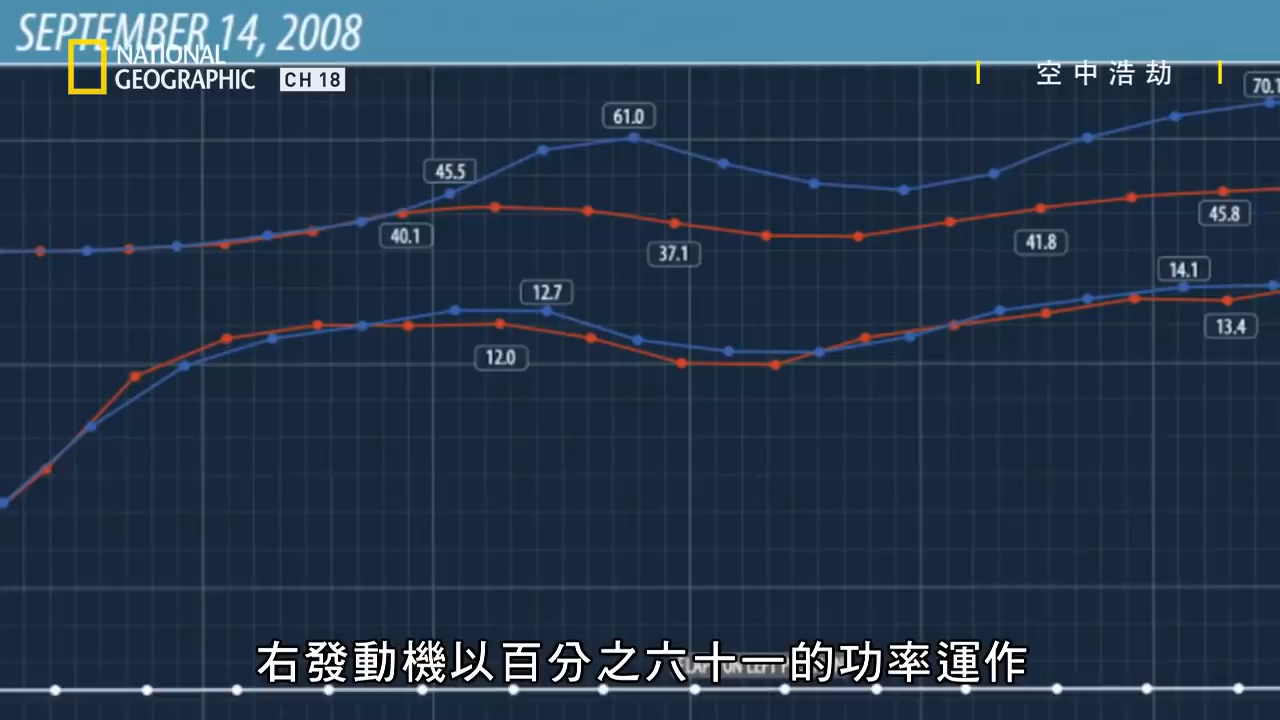 SEPTEMBER 14, 2008
NATIONAL
GEOGRAPHIC
CH 18
空中浩劫
70.1
61.0
45.5
40.1
45.8
37.1
41.8
14.1
12.7
13.4
12.0
右發動機以百分之六十一的功率運作